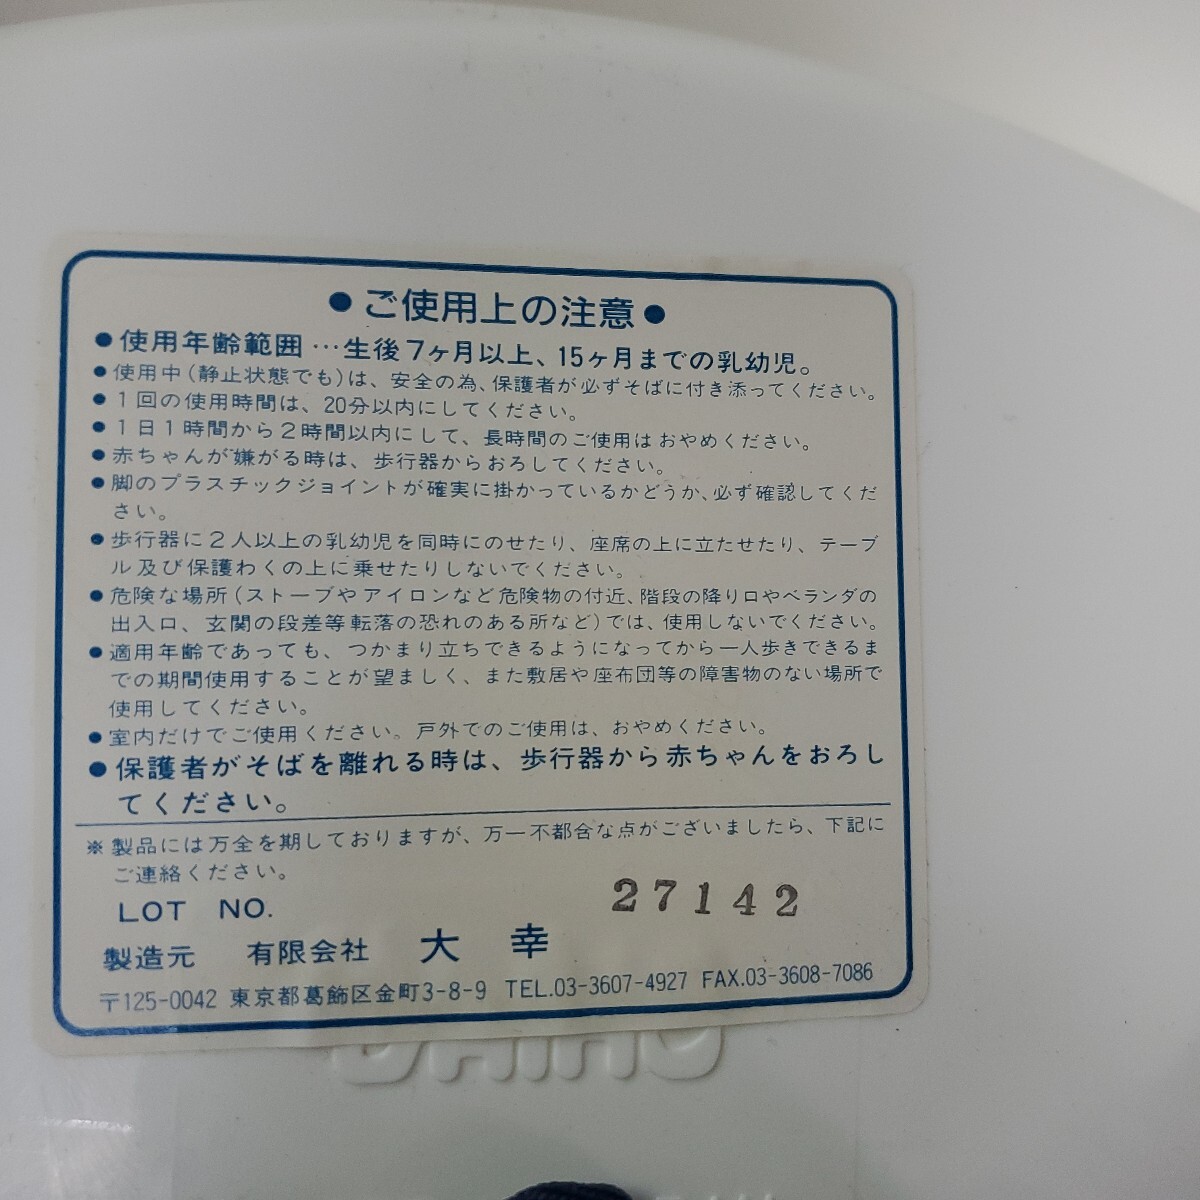 ●ご使用上の注意●
●使用年齢範囲…生後7ヶ月以上、15ヶ月までの乳幼児。
●使用中(静止状態でも)は、安全の為、保護者が必ずそばに付き添ってください。
●1回の使用時間は、20分以内にしてください。
●1日1時間から2時間以内にして、長時間のご使用はおやめください。
●赤ちゃんが嫌がる時は、歩行器からおろしてください。
●脚のプラスチックジョイントが確実に掛かっているかどうか、必ず確認してくだ
さい。
●歩行器に2人以上の乳幼児を同時にのせたり、座席の上に立たせたり、テーブ
ル及び保護わくの上に乗せたりしないでください。
●危険な場所(ストーブやアイロンなど危険物の付近、階段の降り口やベランダの
出入口、玄関の段差等転落の恐れのある所など)では、使用しないでください。
●適用年齢であっても、つかまり立ちできるようになってから一人歩きできるま
での期間使用することが望ましく、また敷居や座布団等の障害物のない場所で
使用してください。
●室内だけでご使用ください。戸外でのご使用は、おやめください。
●保護者がそばを離れる時は、歩行器から赤ちゃんをおろし
てください。
※製品には万全を期しておりますが、万一不都合な点がございましたら、下記に
ご連絡ください。
LOT NO. 27142
製造元 有限会社 大幸
〒125-0042 東京都葛飾区金町3-8-9 TEL.03-3607-4927 FAX.03-3608-7086